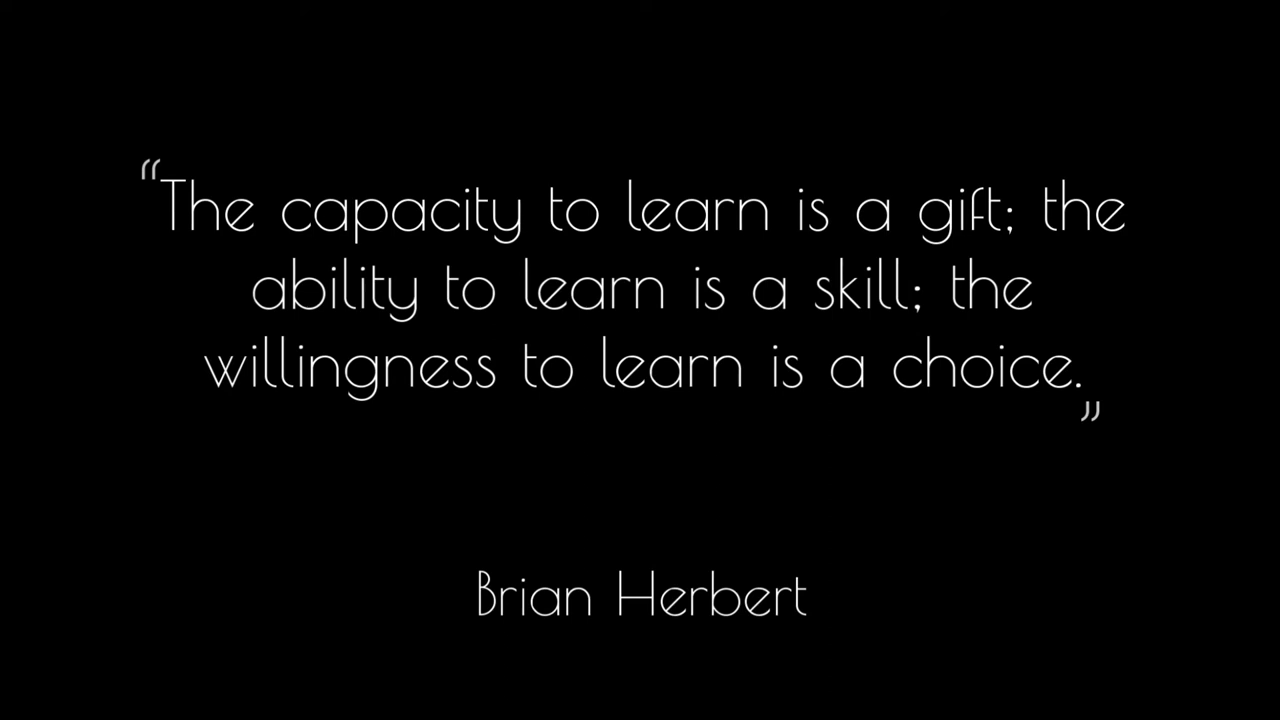 “The capacity to learn is a gift; the
ability to learn is a skill; the
willingness to learn is a choice.”
Brian Herbert